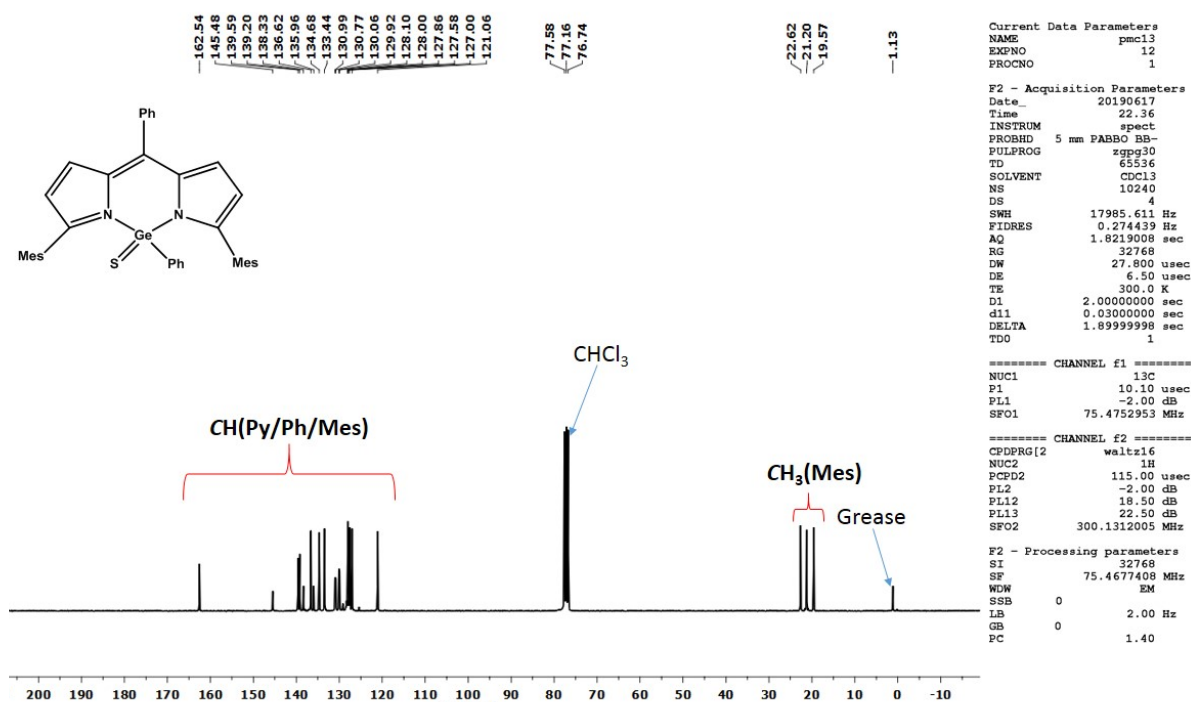 162.54
145.48
139.59
139.20
138.33
136.62
135.96
134.68
133.44
130.99
130.77
130.06
129.92
128.10
128.00
127.86
127.58
127.00
121.06
77.58
77.16
76.74
22.62
21.20
19.57
1.13
Ph
N N
Ge
Mes S Ph Mes
CH(Py/Ph/Mes)
CHCl3
CH3(Mes)
Grease
200 190 180 170 160 150 140 130 120 110 100 90 80 70 60 50 40 30 20 10 0 -10
Current Data Parameters
NAME pmc13
EXPNO 12
PROCNO 1
F2 - Acquisition Parameters
Date_ 20190617
Time 22.36
INSTRUM spect
PROBHD 5 mm PABBO BB-
PULPROG zgpg30
TD 65536
SOLVENT CDCl3
NS 10240
DS 4
SWH 17985.611 Hz
FIDRES 0.274439 Hz
AQ 1.8219008 sec
RG 32768
DW 27.800 usec
DE 6.50 usec
TE 300.0 K
D1 2.00000000 sec
d11 0.03000000 sec
DELTA 1.89999998 sec
TD0 1
======== CHANNEL f1 ========
NUC1 13C
P1 10.10 usec
PL1 -2.00 dB
SFO1 75.4752953 MHz
======== CHANNEL f2 ========
CPDPRG[2 waltz16
NUC2 1H
PCPD2 115.00 usec
PL2 -2.00 dB
PL12 18.50 dB
PL13 22.50 dB
SFO2 300.1312005 MHz
F2 - Processing parameters
SI 32768
SF 75.4677408 MHz
WDW EM
SSB 0
LB 2.00 Hz
GB 0
PC 1.40